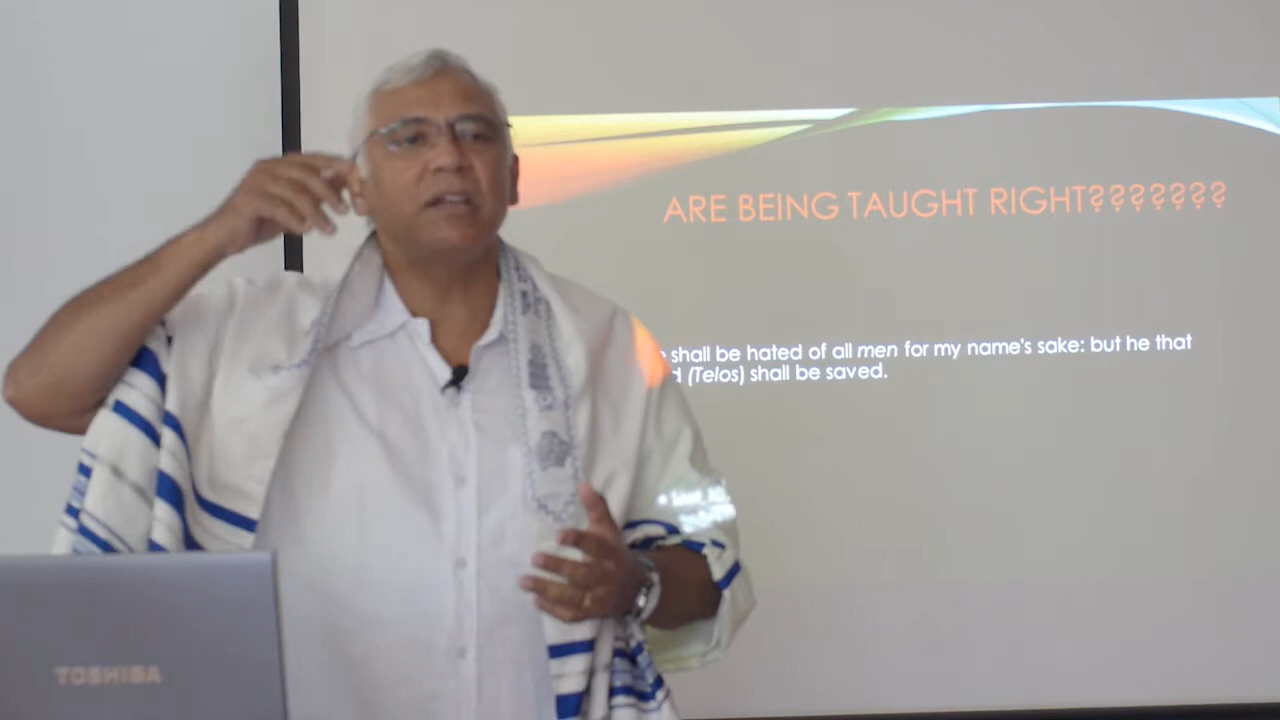 ARE BEING TAUGHT RIGHT???????
shall be hated of all men for my name's sake: but he that
(Telos) shall be saved.
TOSHIBA